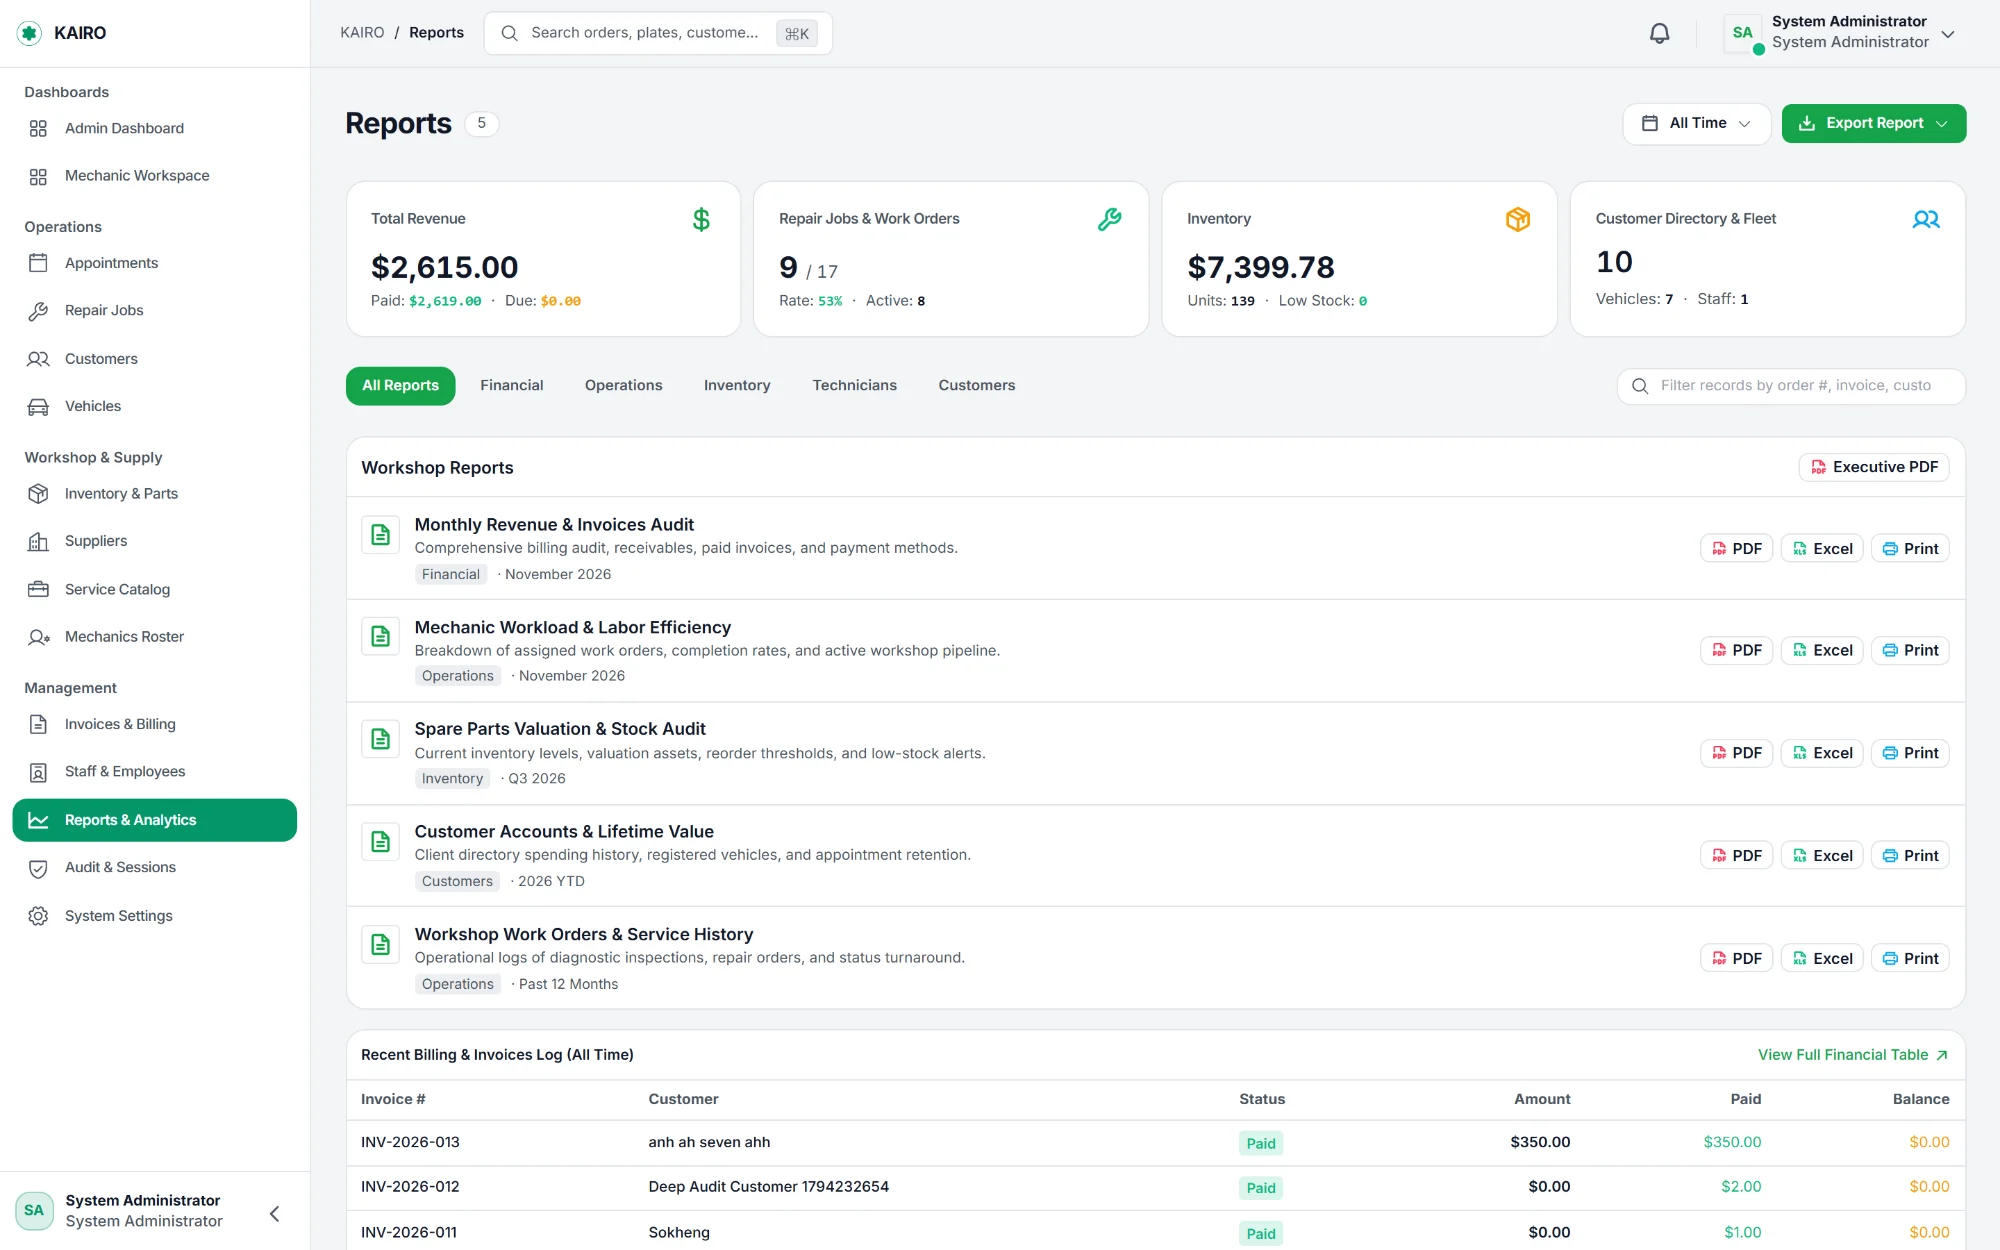 KAIRO
KAIRO / Reports
Search orders, plates, custome... ⌘K
SA
System Administrator
System Administrator
Dashboards
Admin Dashboard
Mechanic Workspace
Operations
Appointments
Repair Jobs
Customers
Vehicles
Workshop & Supply
Inventory & Parts
Suppliers
Service Catalog
Mechanics Roster
Management
Invoices & Billing
Staff & Employees
Reports & Analytics
Audit & Sessions
System Settings
SA
System Administrator
System Administrator
Reports 5
All Time
Export Report
Total Revenue
$2,615.00
Paid: $2,619.00 · Due: $0.00
Repair Jobs & Work Orders
9 / 17
Rate: 53% · Active: 8
Inventory
$7,399.78
Units: 139 · Low Stock: 0
Customer Directory & Fleet
10
Vehicles: 7 · Staff: 1
All Reports Financial Operations Inventory Technicians Customers
Filter records by order #, invoice, custo
Workshop Reports
Executive PDF
Monthly Revenue & Invoices Audit
Comprehensive billing audit, receivables, paid invoices, and payment methods.
Financial · November 2026
PDF Excel Print
Mechanic Workload & Labor Efficiency
Breakdown of assigned work orders, completion rates, and active workshop pipeline.
Operations · November 2026
PDF Excel Print
Spare Parts Valuation & Stock Audit
Current inventory levels, valuation assets, reorder thresholds, and low-stock alerts.
Inventory · Q3 2026
PDF Excel Print
Customer Accounts & Lifetime Value
Client directory spending history, registered vehicles, and appointment retention.
Customers · 2026 YTD
PDF Excel Print
Workshop Work Orders & Service History
Operational logs of diagnostic inspections, repair orders, and status turnaround.
Operations · Past 12 Months
PDF Excel Print
Recent Billing & Invoices Log (All Time)
View Full Financial Table
Invoice # Customer Status Amount Paid Balance
INV-2026-013 anh ah seven ahh Paid $350.00 $350.00 $0.00
INV-2026-012 Deep Audit Customer 1794232654 Paid $0.00 $2.00 $0.00
INV-2026-011 Sokheng Paid $0.00 $1.00 $0.00